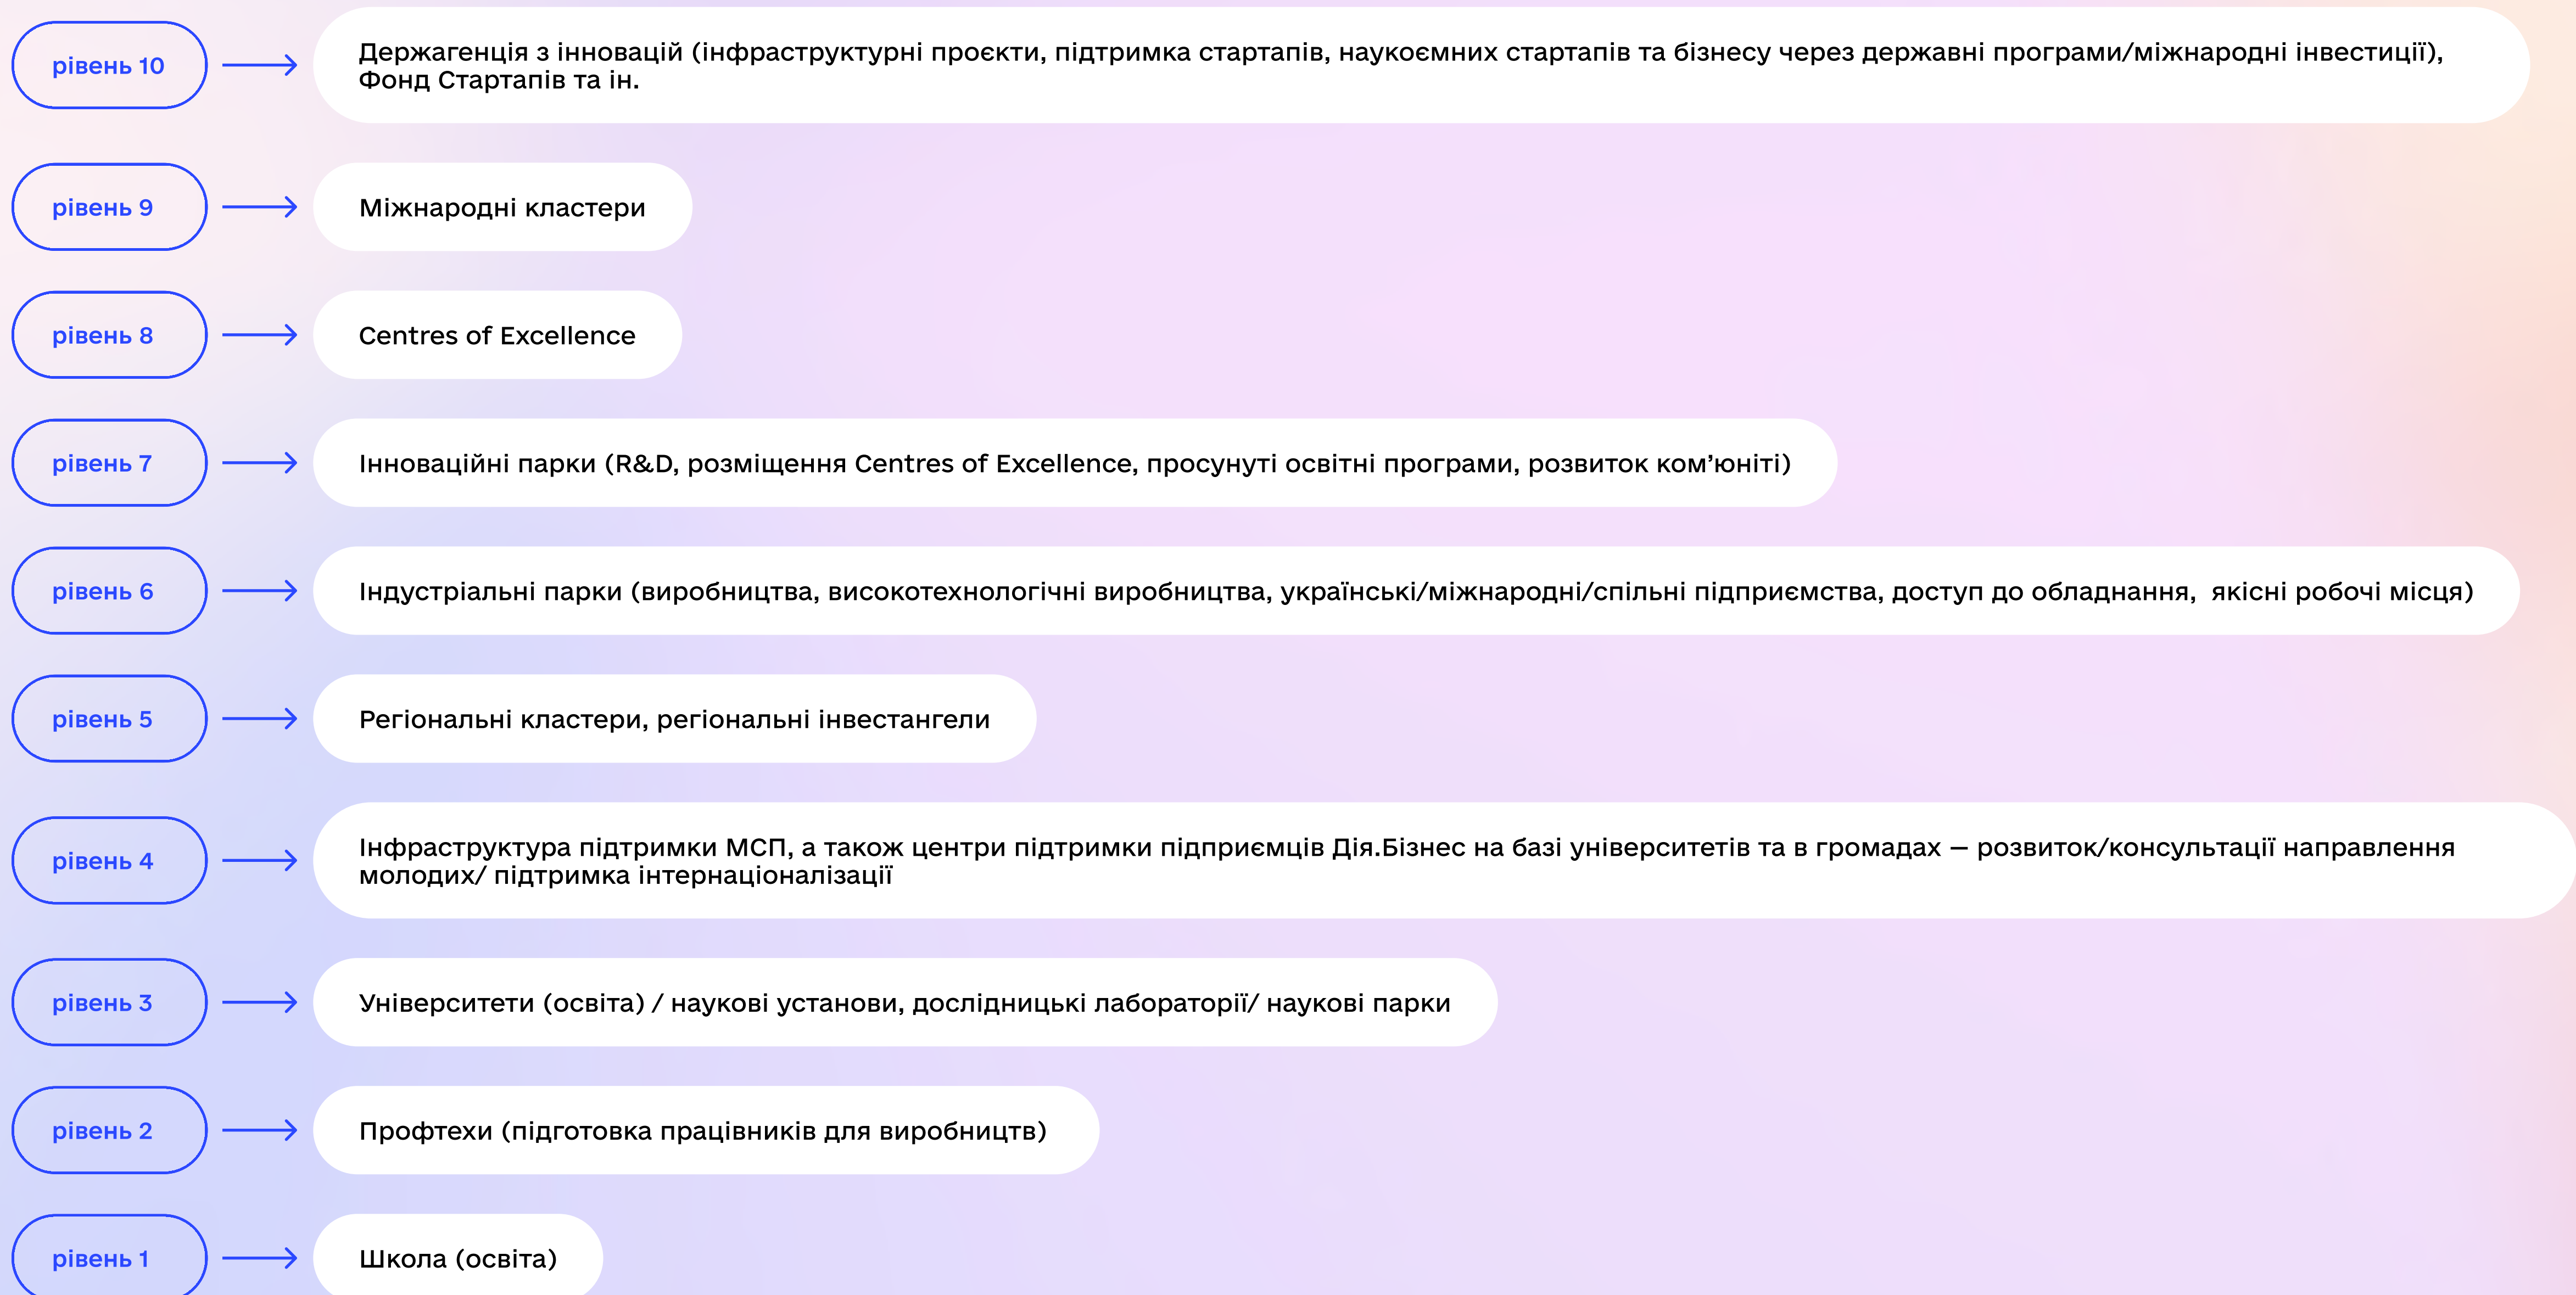 рівень 10
Держагенція з інновацій (інфраструктурні проєкти, підтримка стартапів, наукоємних стартапів та бізнесу через державні програми/міжнародні інвестиції),
Фонд Стартапів та ін.
рівень 9
Міжнародні кластери
рівень 8
Centres of Excellence
рівень 7
Інноваційні парки (R&D, розміщення Centres of Excellence, просунуті освітні програми, розвиток ком’юніті)
рівень 6
Індустріальні парки (виробництва, високотехнологічні виробництва, українські/міжнародні/спільні підприємства, доступ до обладнання,  якісні робочі місця)
рівень 5
Регіональні кластери, регіональні інвестангели
рівень 4
Інфраструктура підтримки МСП, а також центри підтримки підприємців Дія.Бізнес на базі університетів та в громадах — розвиток/консультації направлення
молодих/ підтримка інтернаціоналізації
рівень 3
Університети (освіта) / наукові установи, дослідницькі лабораторії/ наукові парки
рівень 2
Профтехи (підготовка працівників для виробництв)
рівень 1
Школа (освіта)